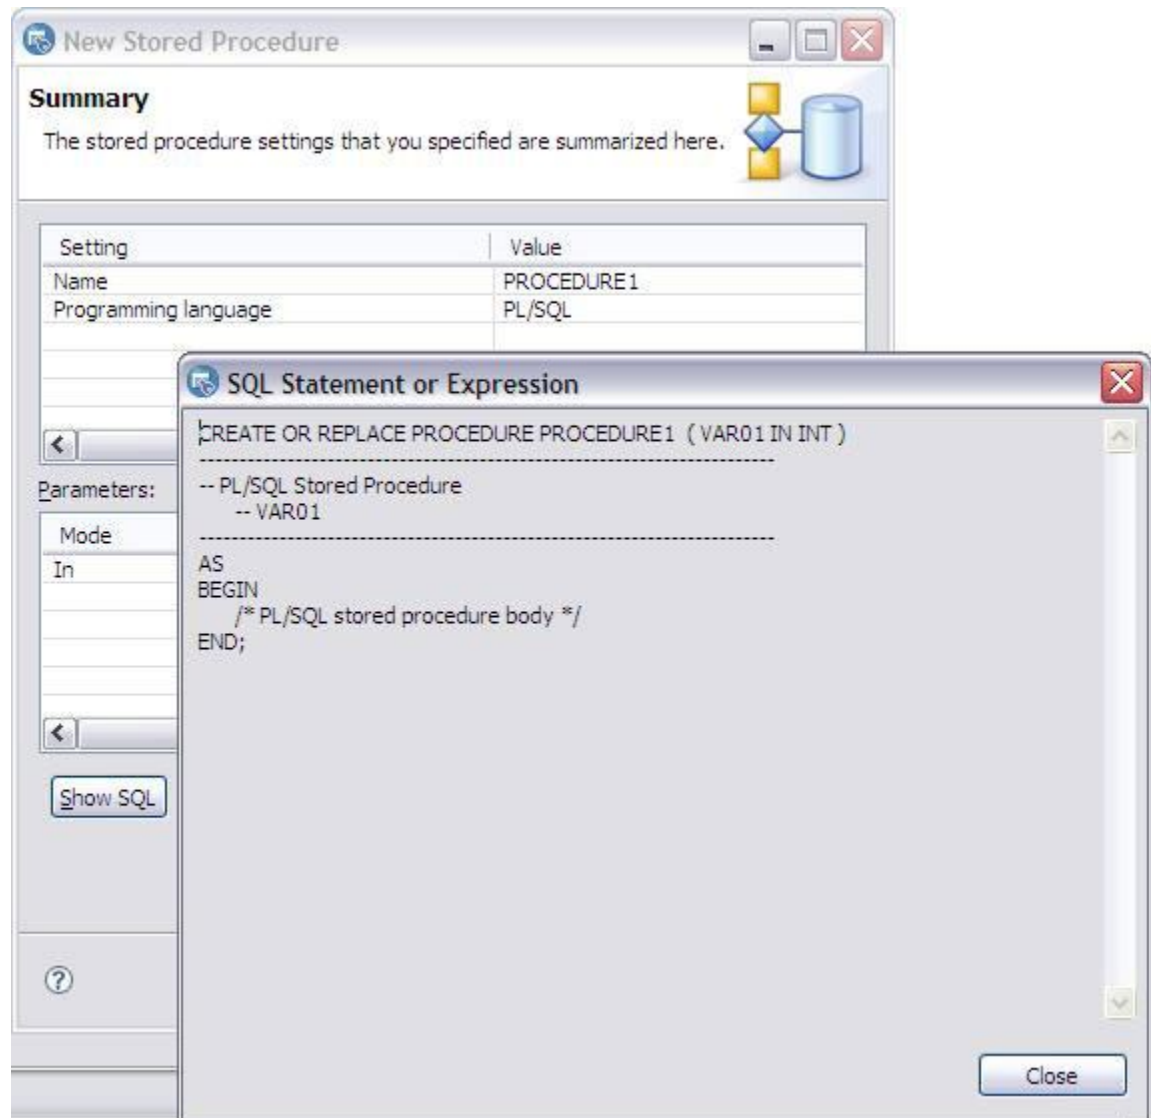 New Stored Procedure
Summary
The stored procedure settings that you specified are summarized here.
Setting Value
Name PROCEDURE1
Programming language PL/SQL
SQL Statement or Expression
CREATE OR REPLACE PROCEDURE PROCEDURE1 ( VAR01 IN INT )
------------------------------------------------------------------------
-- PL/SQL Stored Procedure
-- VAR01
------------------------------------------------------------------------
AS
BEGIN
/* PL/SQL stored procedure body */
END;
Parameters:
Mode
In
Show SQL
?
Close